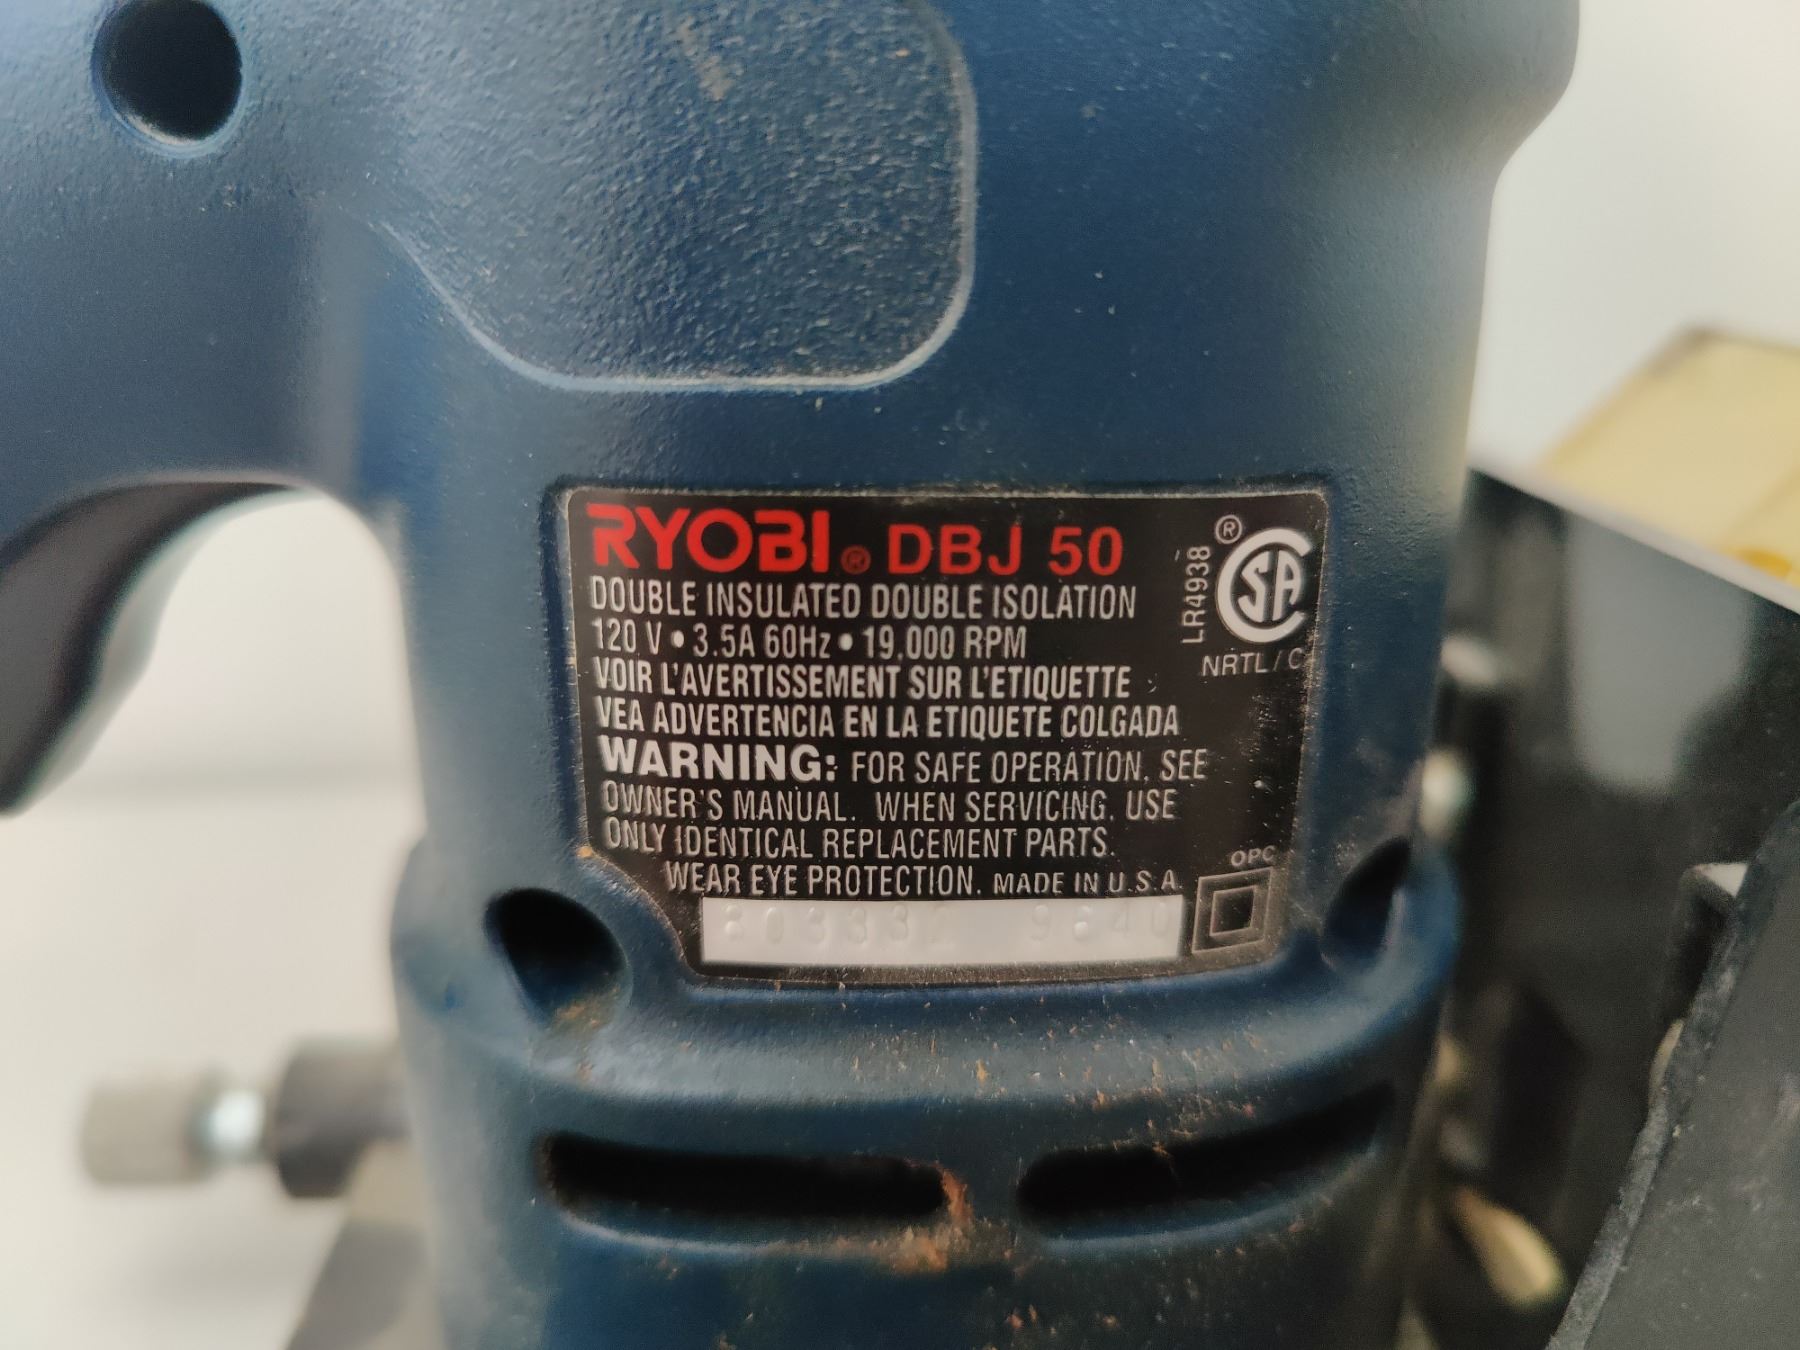 RYOBI® DBJ 50
DOUBLE INSULATED DOUBLE ISOLATION
120 V • 3.5A 60Hz • 19,000 RPM
VOIR L'AVERTISSEMENT SUR L'ETIQUETTE
VEA ADVERTENCIA EN LA ETIQUETE COLGADA
WARNING: FOR SAFE OPERATION, SEE
OWNER'S MANUAL. WHEN SERVICING, USE
ONLY IDENTICAL REPLACEMENT PARTS.
WEAR EYE PROTECTION. MADE IN U.S.A.
LR4938
®
SA
NRTL/C
OPC